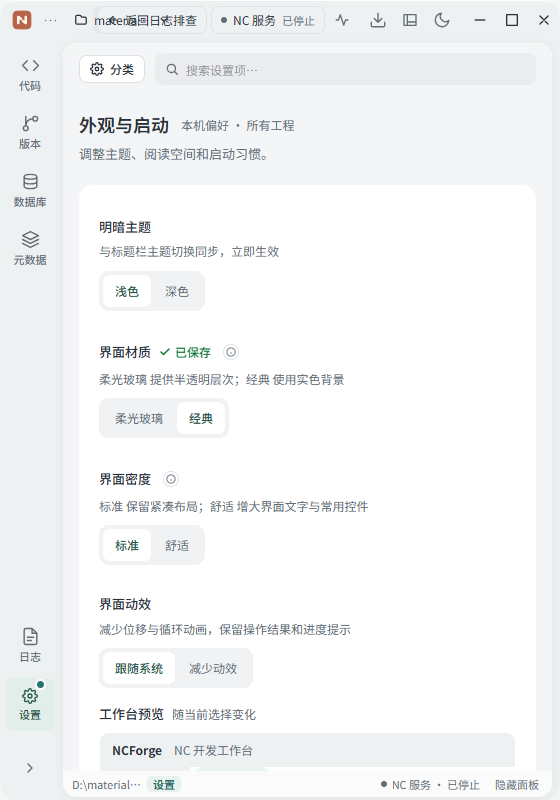 N ··· 返回日志排查 NC 服务 已停止
分类 搜索设置项…
代码
版本
数据库
元数据
外观与启动 本机偏好 · 所有工程
调整主题、阅读空间和启动习惯。
明暗主题
与标题栏主题切换同步，立即生效
浅色 深色
界面材质 已保存
柔光玻璃 提供半透明层次；经典 使用实色背景
柔光玻璃 经典
界面密度
标准 保留紧凑布局；舒适 增大界面文字与常用控件
标准 舒适
界面动效
减少位移与循环动画，保留操作结果和进度提示
跟随系统 减少动效
工作台预览 随当前选择变化
NCForge NC 开发工作台
日志
设置
D:\material… 设置 NC 服务 · 已停止 隐藏面板